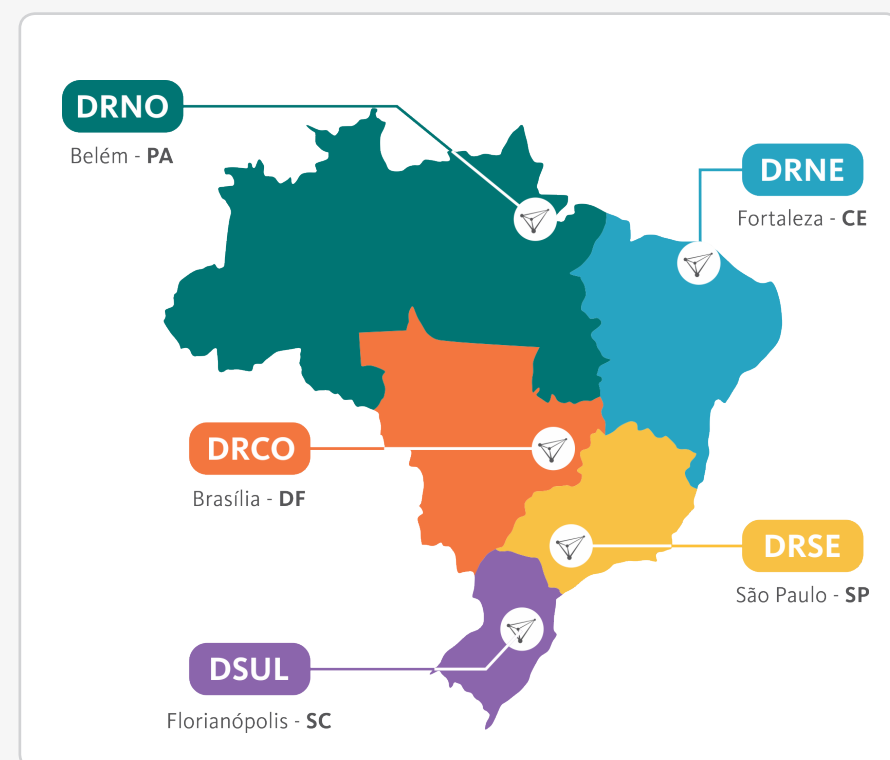 DRNO
Belém - PA
DRNE
Fortaleza - CE
DRCO
Brasília - DF
DRSE
São Paulo - SP
DSUL
Florianópolis - SC